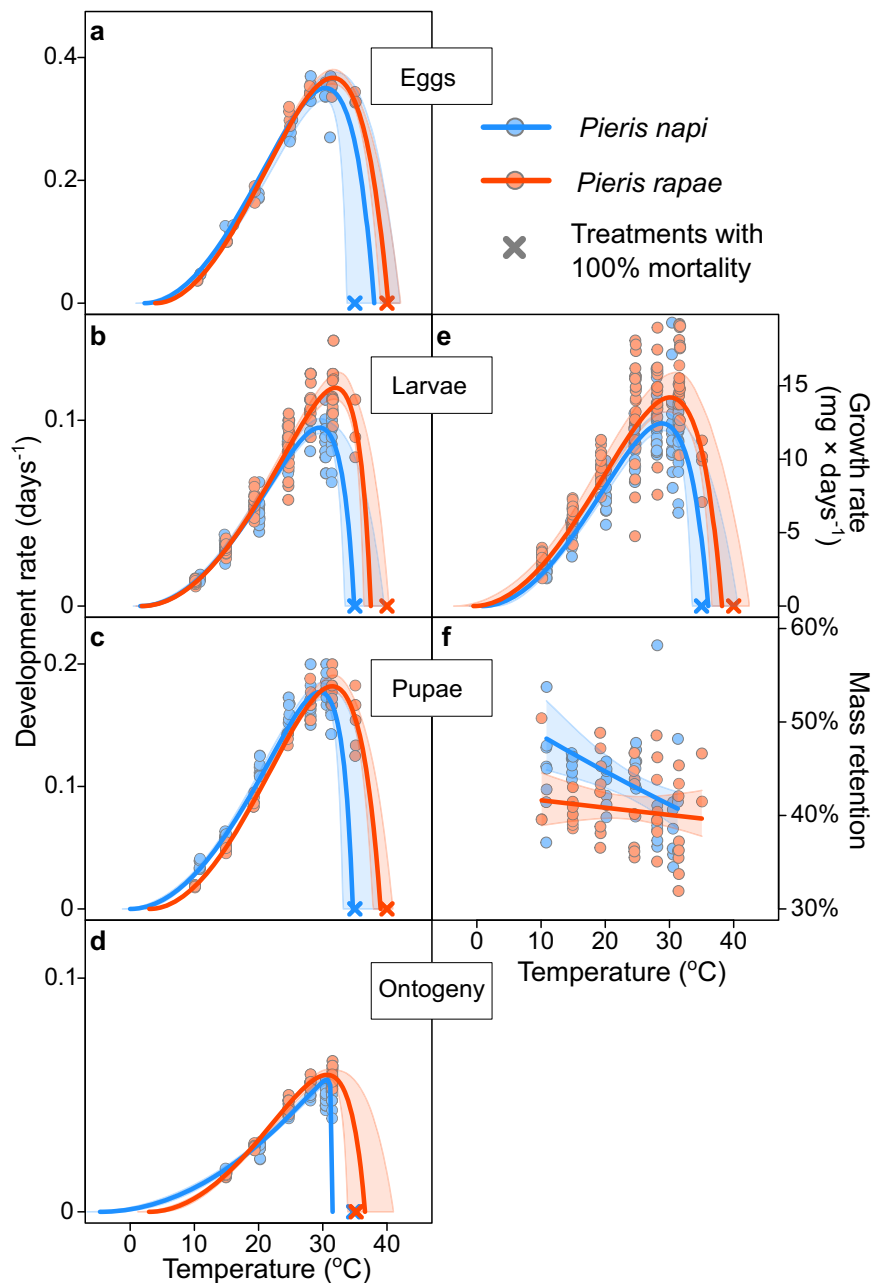 a
Eggs
0.4
0.2
0
Pieris napi
Pieris rapae
Treatments with
100% mortality
b
Larvae
0.1
0
e
15
10
5
0
Growth rate
(mg × days⁻¹)
Development rate (days⁻¹)
c
Pupae
0.2
0.1
0
f
60%
50%
40%
30%
Mass retention
0 10 20 30 40
Temperature (°C)
d
Ontogeny
0.1
0
0 10 20 30 40
Temperature (°C)